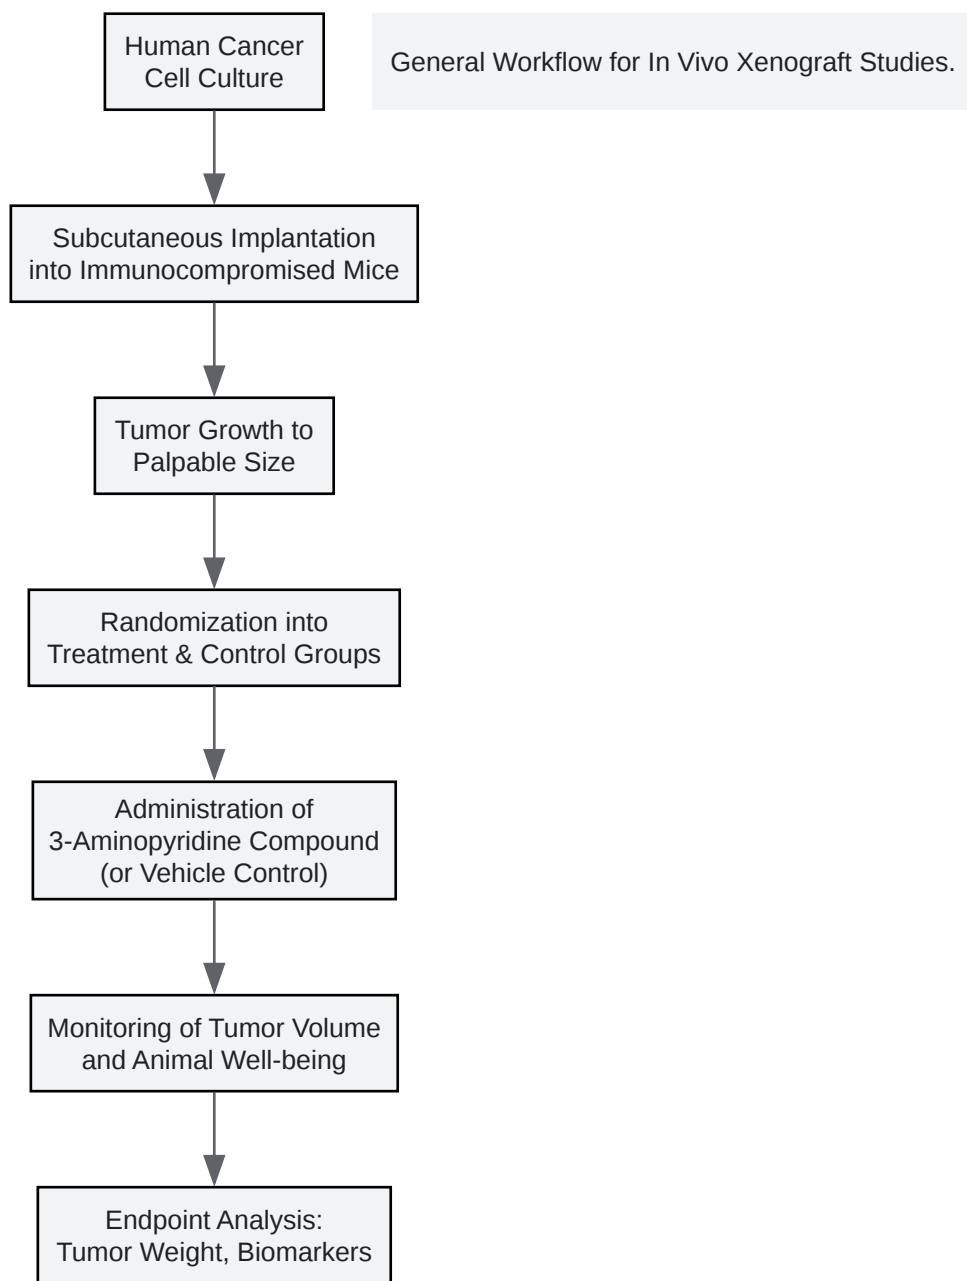 Human Cancer
Cell Culture
General Workflow for In Vivo Xenograft Studies.
Subcutaneous Implantation
into Immunocompromised Mice
Tumor Growth to
Palpable Size
Randomization into
Treatment & Control Groups
Administration of
3-Aminopyridine Compound
(or Vehicle Control)
Monitoring of Tumor Volume
and Animal Well-being
Endpoint Analysis:
Tumor Weight, Biomarkers